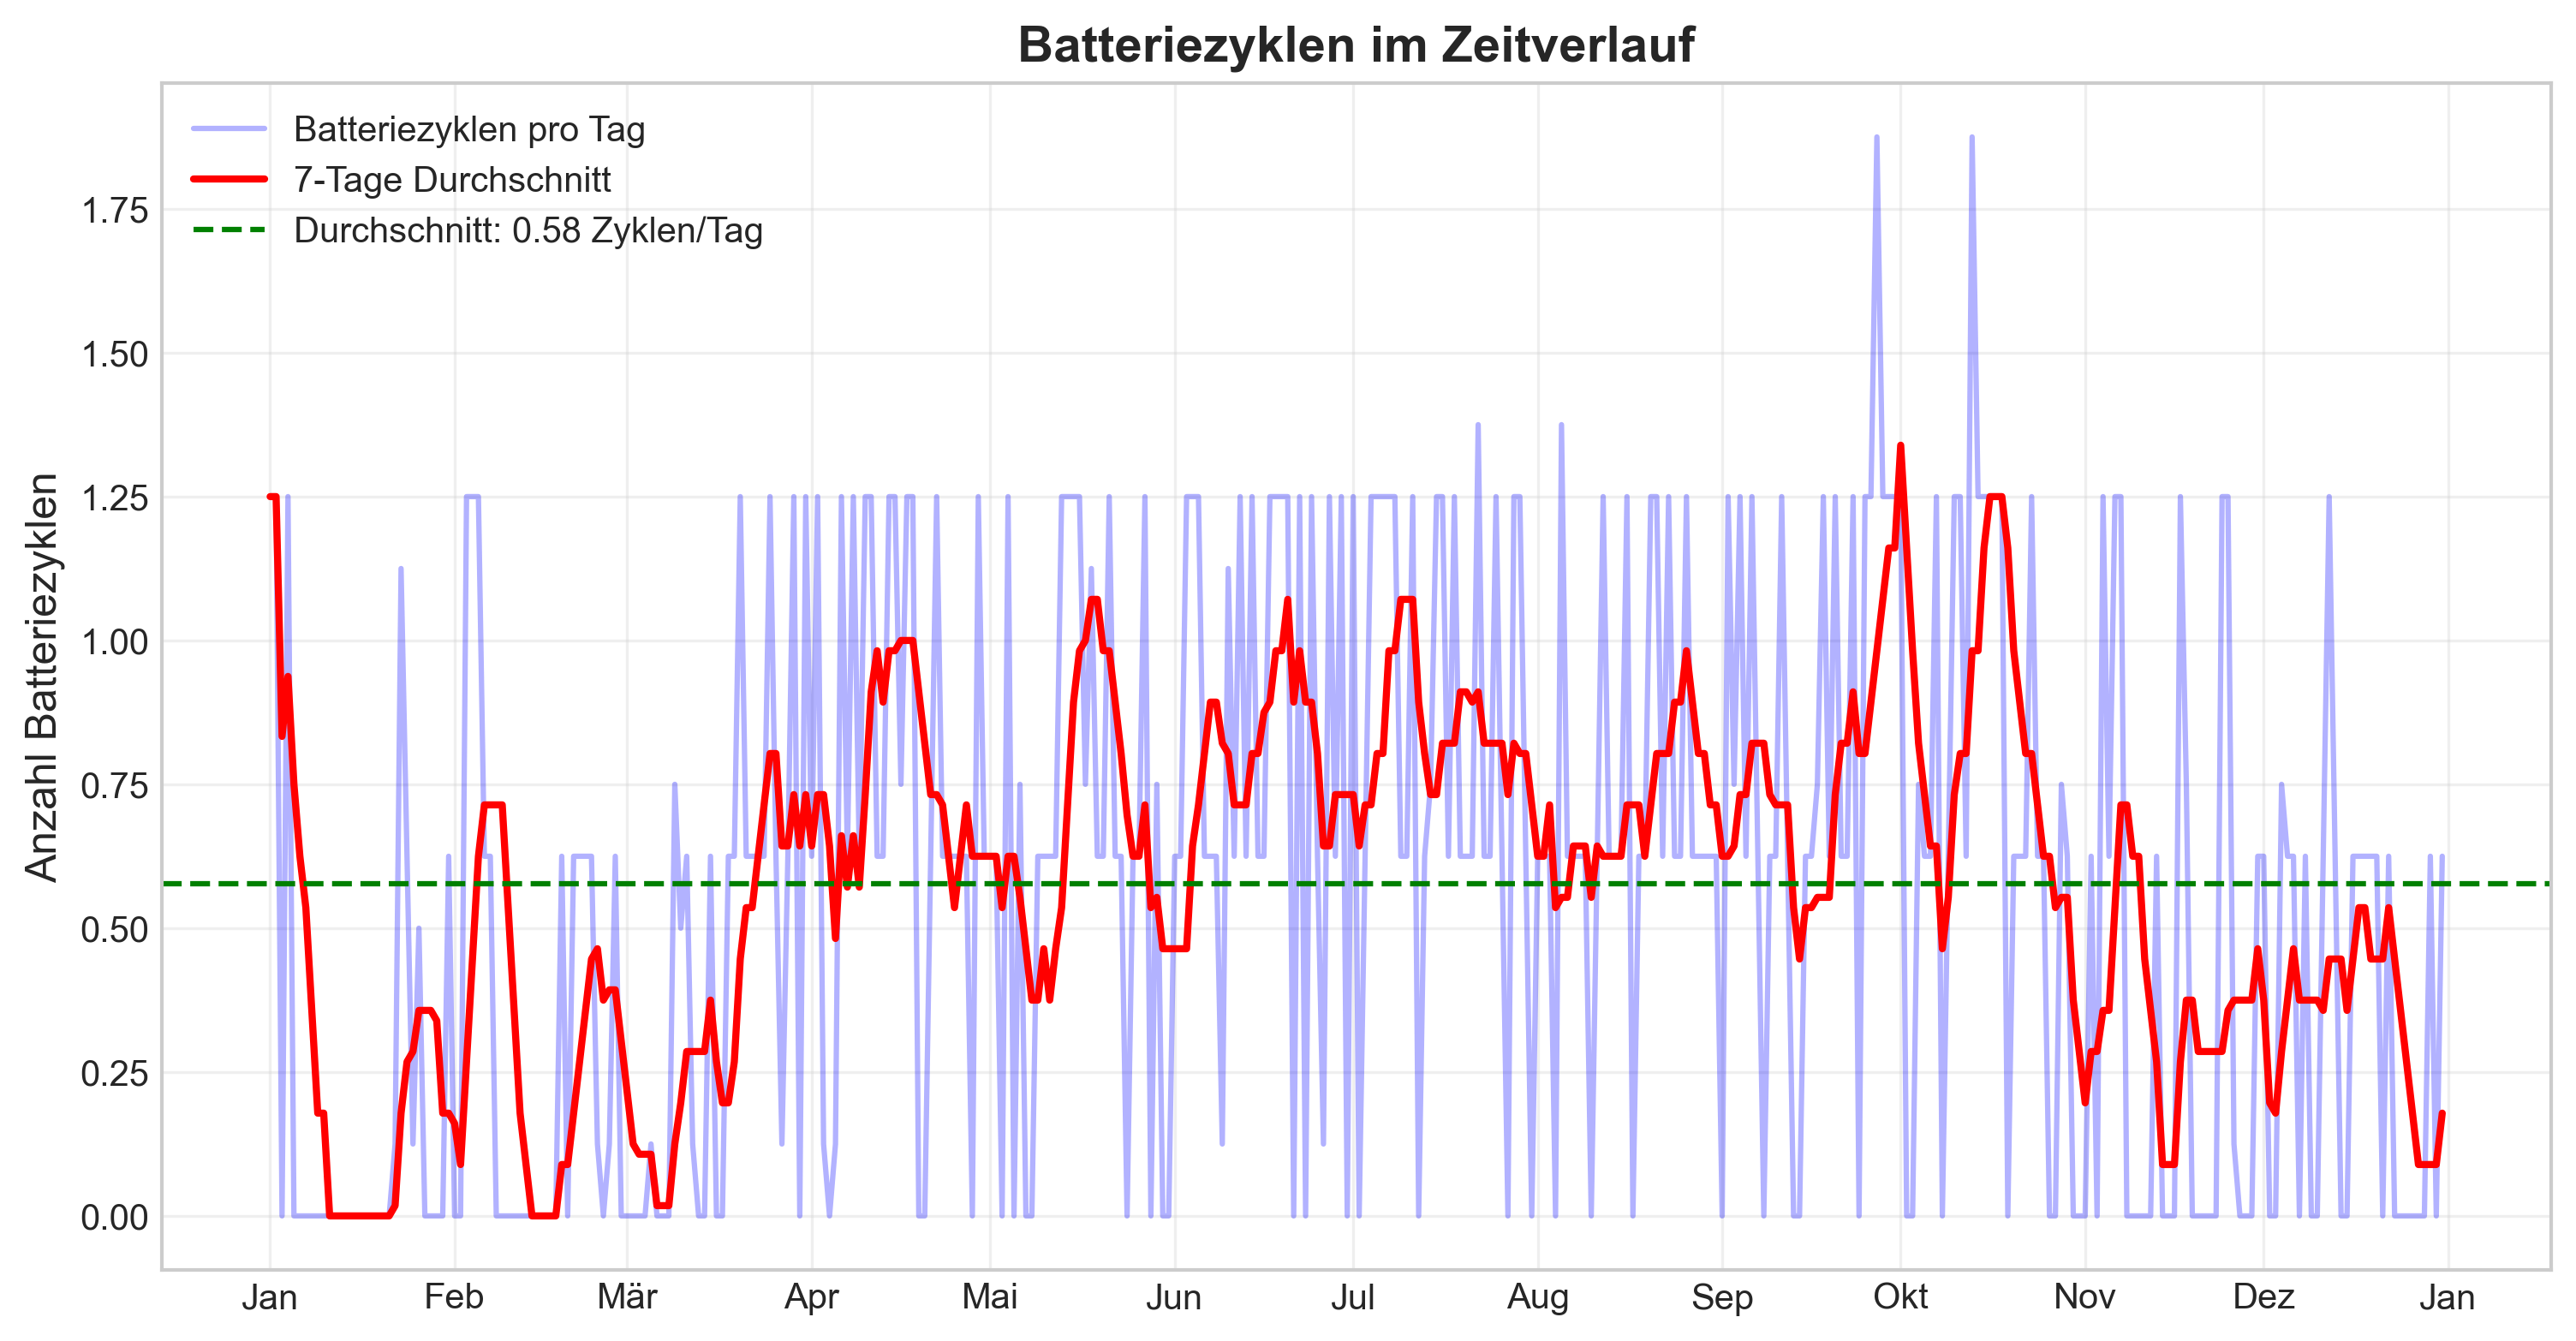 Batteriezyklen im Zeitverlauf
Batteriezyklen pro Tag
7-Tage Durchschnitt
Durchschnitt: 0.58 Zyklen/Tag
Anzahl Batteriezyklen
1.75
1.50
1.25
1.00
0.75
0.50
0.25
0.00
Jan Feb Mär Apr Mai Jun Jul Aug Sep Okt Nov Dez Jan